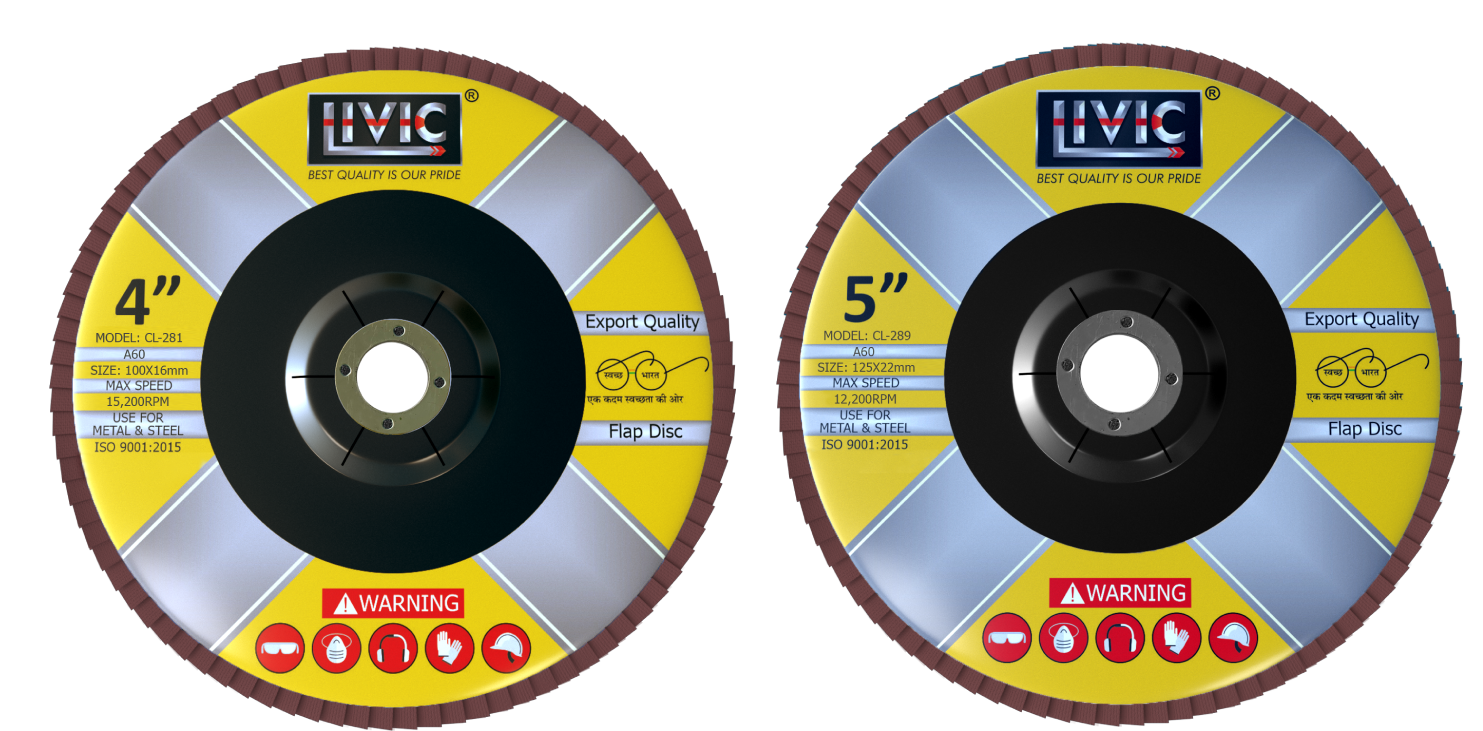 LIVIC
®
BEST QUALITY IS OUR PRIDE
4”
MODEL: CL-281
A60
SIZE: 100X16mm
MAX SPEED
15,200RPM
USE FOR
METAL & STEEL
ISO 9001:2015
Export Quality
स्वच्छ भारत
एक कदम स्वच्छता की ओर
Flap Disc
WARNING
LIVIC
®
BEST QUALITY IS OUR PRIDE
5”
MODEL: CL-289
A60
SIZE: 125X22mm
MAX SPEED
12,200RPM
USE FOR
METAL & STEEL
ISO 9001:2015
Export Quality
स्वच्छ भारत
एक कदम स्वच्छता की ओर
Flap Disc
WARNING